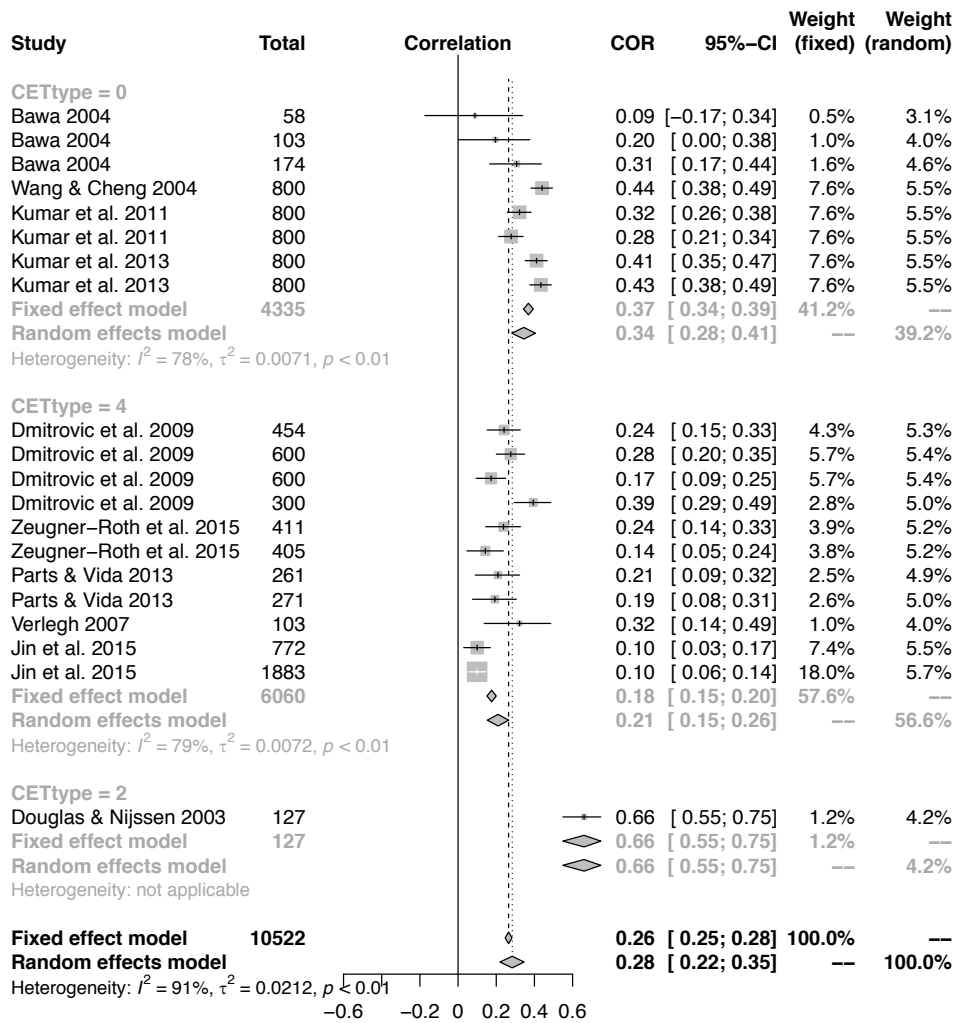 Weight Weight
Study Total Correlation COR 95%−CI (fixed) (random)
CETtype = 0
Bawa 2004 58 0.09 [−0.17; 0.34] 0.5% 3.1%
Bawa 2004 103 0.20 [ 0.00; 0.38] 1.0% 4.0%
Bawa 2004 174 0.31 [ 0.17; 0.44] 1.6% 4.6%
Wang & Cheng 2004 800 0.44 [ 0.38; 0.49] 7.6% 5.5%
Kumar et al. 2011 800 0.32 [ 0.26; 0.38] 7.6% 5.5%
Kumar et al. 2011 800 0.28 [ 0.21; 0.34] 7.6% 5.5%
Kumar et al. 2013 800 0.41 [ 0.35; 0.47] 7.6% 5.5%
Kumar et al. 2013 800 0.43 [ 0.38; 0.49] 7.6% 5.5%
Fixed effect model 4335 0.37 [ 0.34; 0.39] 41.2% −−
Random effects model 0.34 [ 0.28; 0.41] −− 39.2%
Heterogeneity: I² = 78%, τ² = 0.0071, p < 0.01
CETtype = 4
Dmitrovic et al. 2009 454 0.24 [ 0.15; 0.33] 4.3% 5.3%
Dmitrovic et al. 2009 600 0.28 [ 0.20; 0.35] 5.7% 5.4%
Dmitrovic et al. 2009 600 0.17 [ 0.09; 0.25] 5.7% 5.4%
Dmitrovic et al. 2009 300 0.39 [ 0.29; 0.49] 2.8% 5.0%
Zeugner−Roth et al. 2015 411 0.24 [ 0.14; 0.33] 3.9% 5.2%
Zeugner−Roth et al. 2015 405 0.14 [ 0.05; 0.24] 3.8% 5.2%
Parts & Vida 2013 261 0.21 [ 0.09; 0.32] 2.5% 4.9%
Parts & Vida 2013 271 0.19 [ 0.08; 0.31] 2.6% 5.0%
Verlegh 2007 103 0.32 [ 0.14; 0.49] 1.0% 4.0%
Jin et al. 2015 772 0.10 [ 0.03; 0.17] 7.4% 5.5%
Jin et al. 2015 1883 0.10 [ 0.06; 0.14] 18.0% 5.7%
Fixed effect model 6060 0.18 [ 0.15; 0.20] 57.6% −−
Random effects model 0.21 [ 0.15; 0.26] −− 56.6%
Heterogeneity: I² = 79%, τ² = 0.0072, p < 0.01
CETtype = 2
Douglas & Nijssen 2003 127 0.66 [ 0.55; 0.75] 1.2% 4.2%
Fixed effect model 127 0.66 [ 0.55; 0.75] 1.2% −−
Random effects model 0.66 [ 0.55; 0.75] −− 4.2%
Heterogeneity: not applicable
Fixed effect model 10522 0.26 [ 0.25; 0.28] 100.0% −−
Random effects model 0.28 [ 0.22; 0.35] −− 100.0%
Heterogeneity: I² = 91%, τ² = 0.0212, p < 0.01
−0.6 −0.2 0 0.2 0.4 0.6